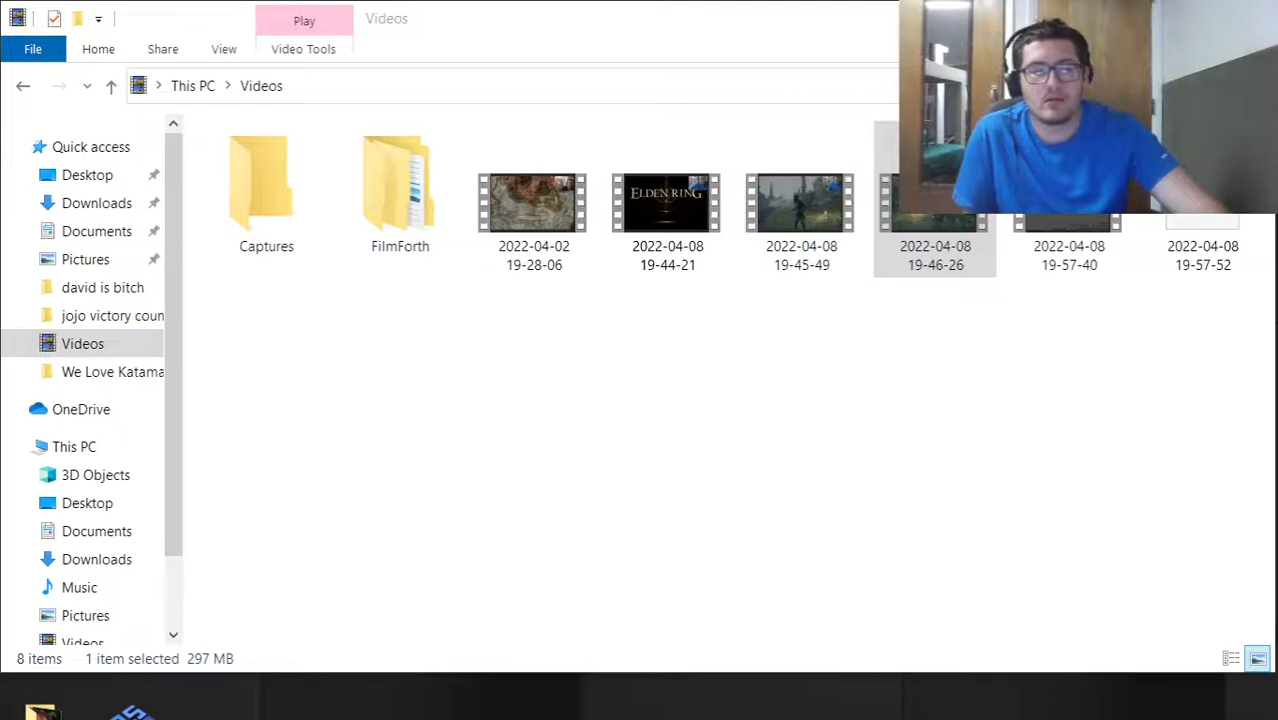 Play
Videos
File
Home
Share
View
Video Tools
This PC
Videos
Quick access
Desktop
Downloads
Documents
Pictures
david is bitch
jojo victory coun
Videos
We Love Katama
OneDrive
This PC
3D Objects
Desktop
Documents
Downloads
Music
Pictures
Videos
Captures
FilmForth
ELDEN RING
2022-04-02
19-28-06
2022-04-08
19-44-21
2022-04-08
19-45-49
2022-04-08
19-46-26
2022-04-08
19-57-40
2022-04-08
19-57-52
8 items
1 item selected
297 MB